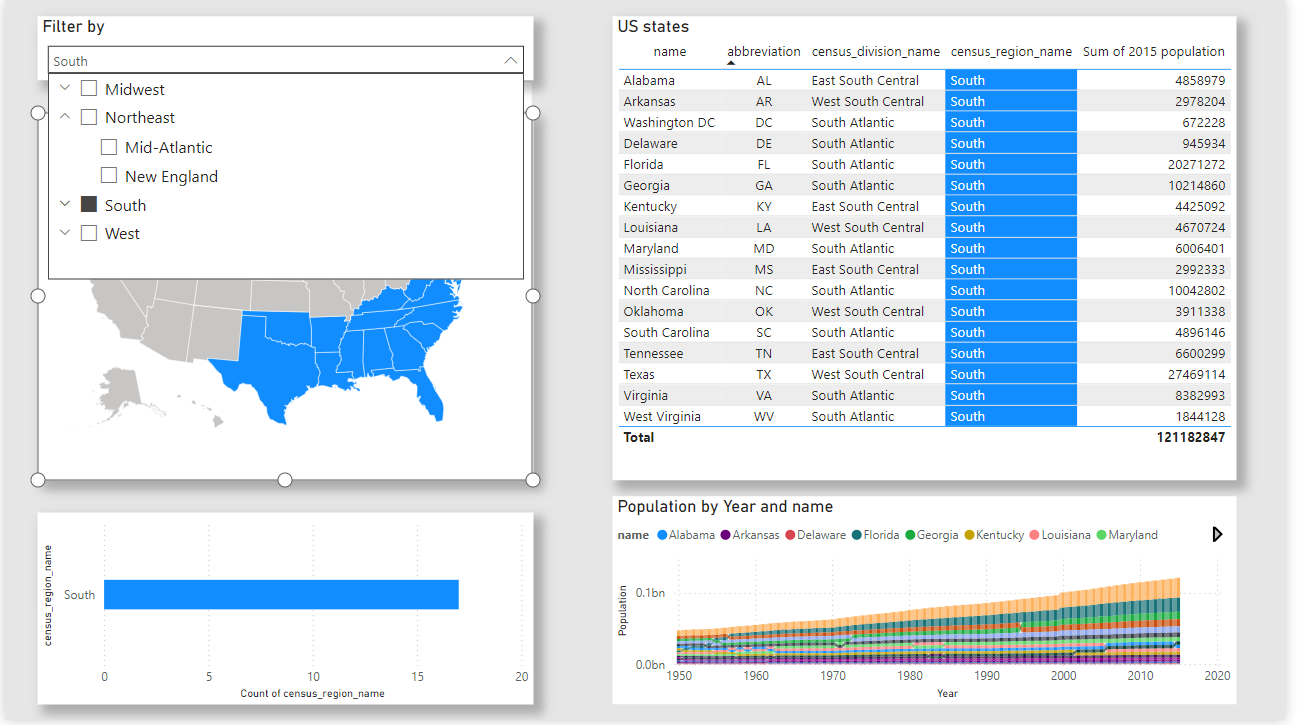 Filter by
South
Midwest
Northeast
Mid-Atlantic
New England
South
West
US states
name abbreviation census_division_name census_region_name Sum of 2015 population
Alabama AL East South Central South 4858979
Arkansas AR West South Central South 2978204
Washington DC DC South Atlantic South 672228
Delaware DE South Atlantic South 945934
Florida FL South Atlantic South 20271272
Georgia GA South Atlantic South 10214860
Kentucky KY East South Central South 4425092
Louisiana LA West South Central South 4670724
Maryland MD South Atlantic South 6006401
Mississippi MS East South Central South 2992333
North Carolina NC South Atlantic South 10042802
Oklahoma OK West South Central South 3911338
South Carolina SC South Atlantic South 4896146
Tennessee TN East South Central South 6600299
Texas TX West South Central South 27469114
Virginia VA South Atlantic South 8382993
West Virginia WV South Atlantic South 1844128
Total 121182847
census_region_name
South
0 5 10 15 20
Count of census_region_name
Population by Year and name
name Alabama Arkansas Delaware Florida Georgia Kentucky Louisiana Maryland
Population
0.1bn
0.0bn
1950 1960 1970 1980 1990 2000 2010 2020
Year